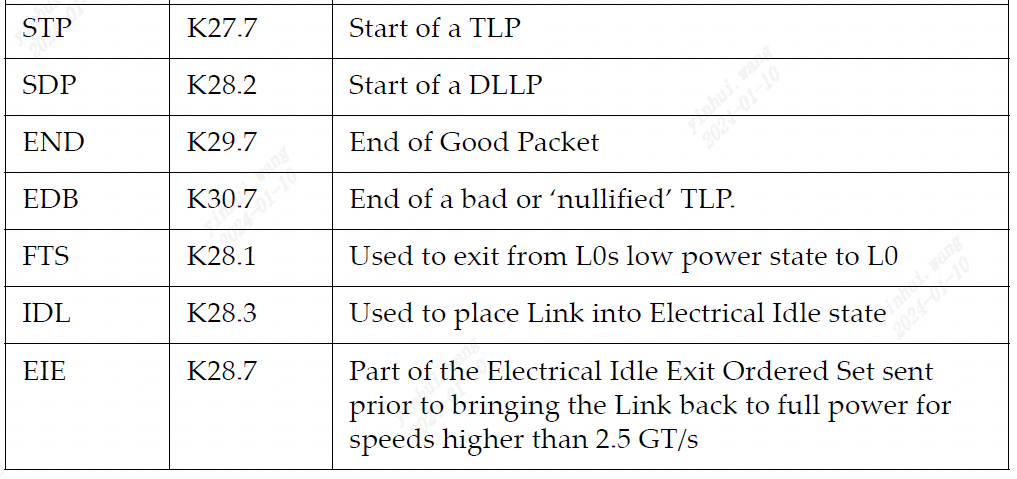 STP K27.7 Start of a TLP
SDP K28.2 Start of a DLLP
END K29.7 End of Good Packet
EDB K30.7 End of a bad or ‘nullified’ TLP.
FTS K28.1 Used to exit from L0s low power state to L0
IDL K28.3 Used to place Link into Electrical Idle state
EIE K28.7 Part of the Electrical Idle Exit Ordered Set sent
prior to bringing the Link back to full power for
speeds higher than 2.5 GT/s
yinhui.wang
2024-01-10